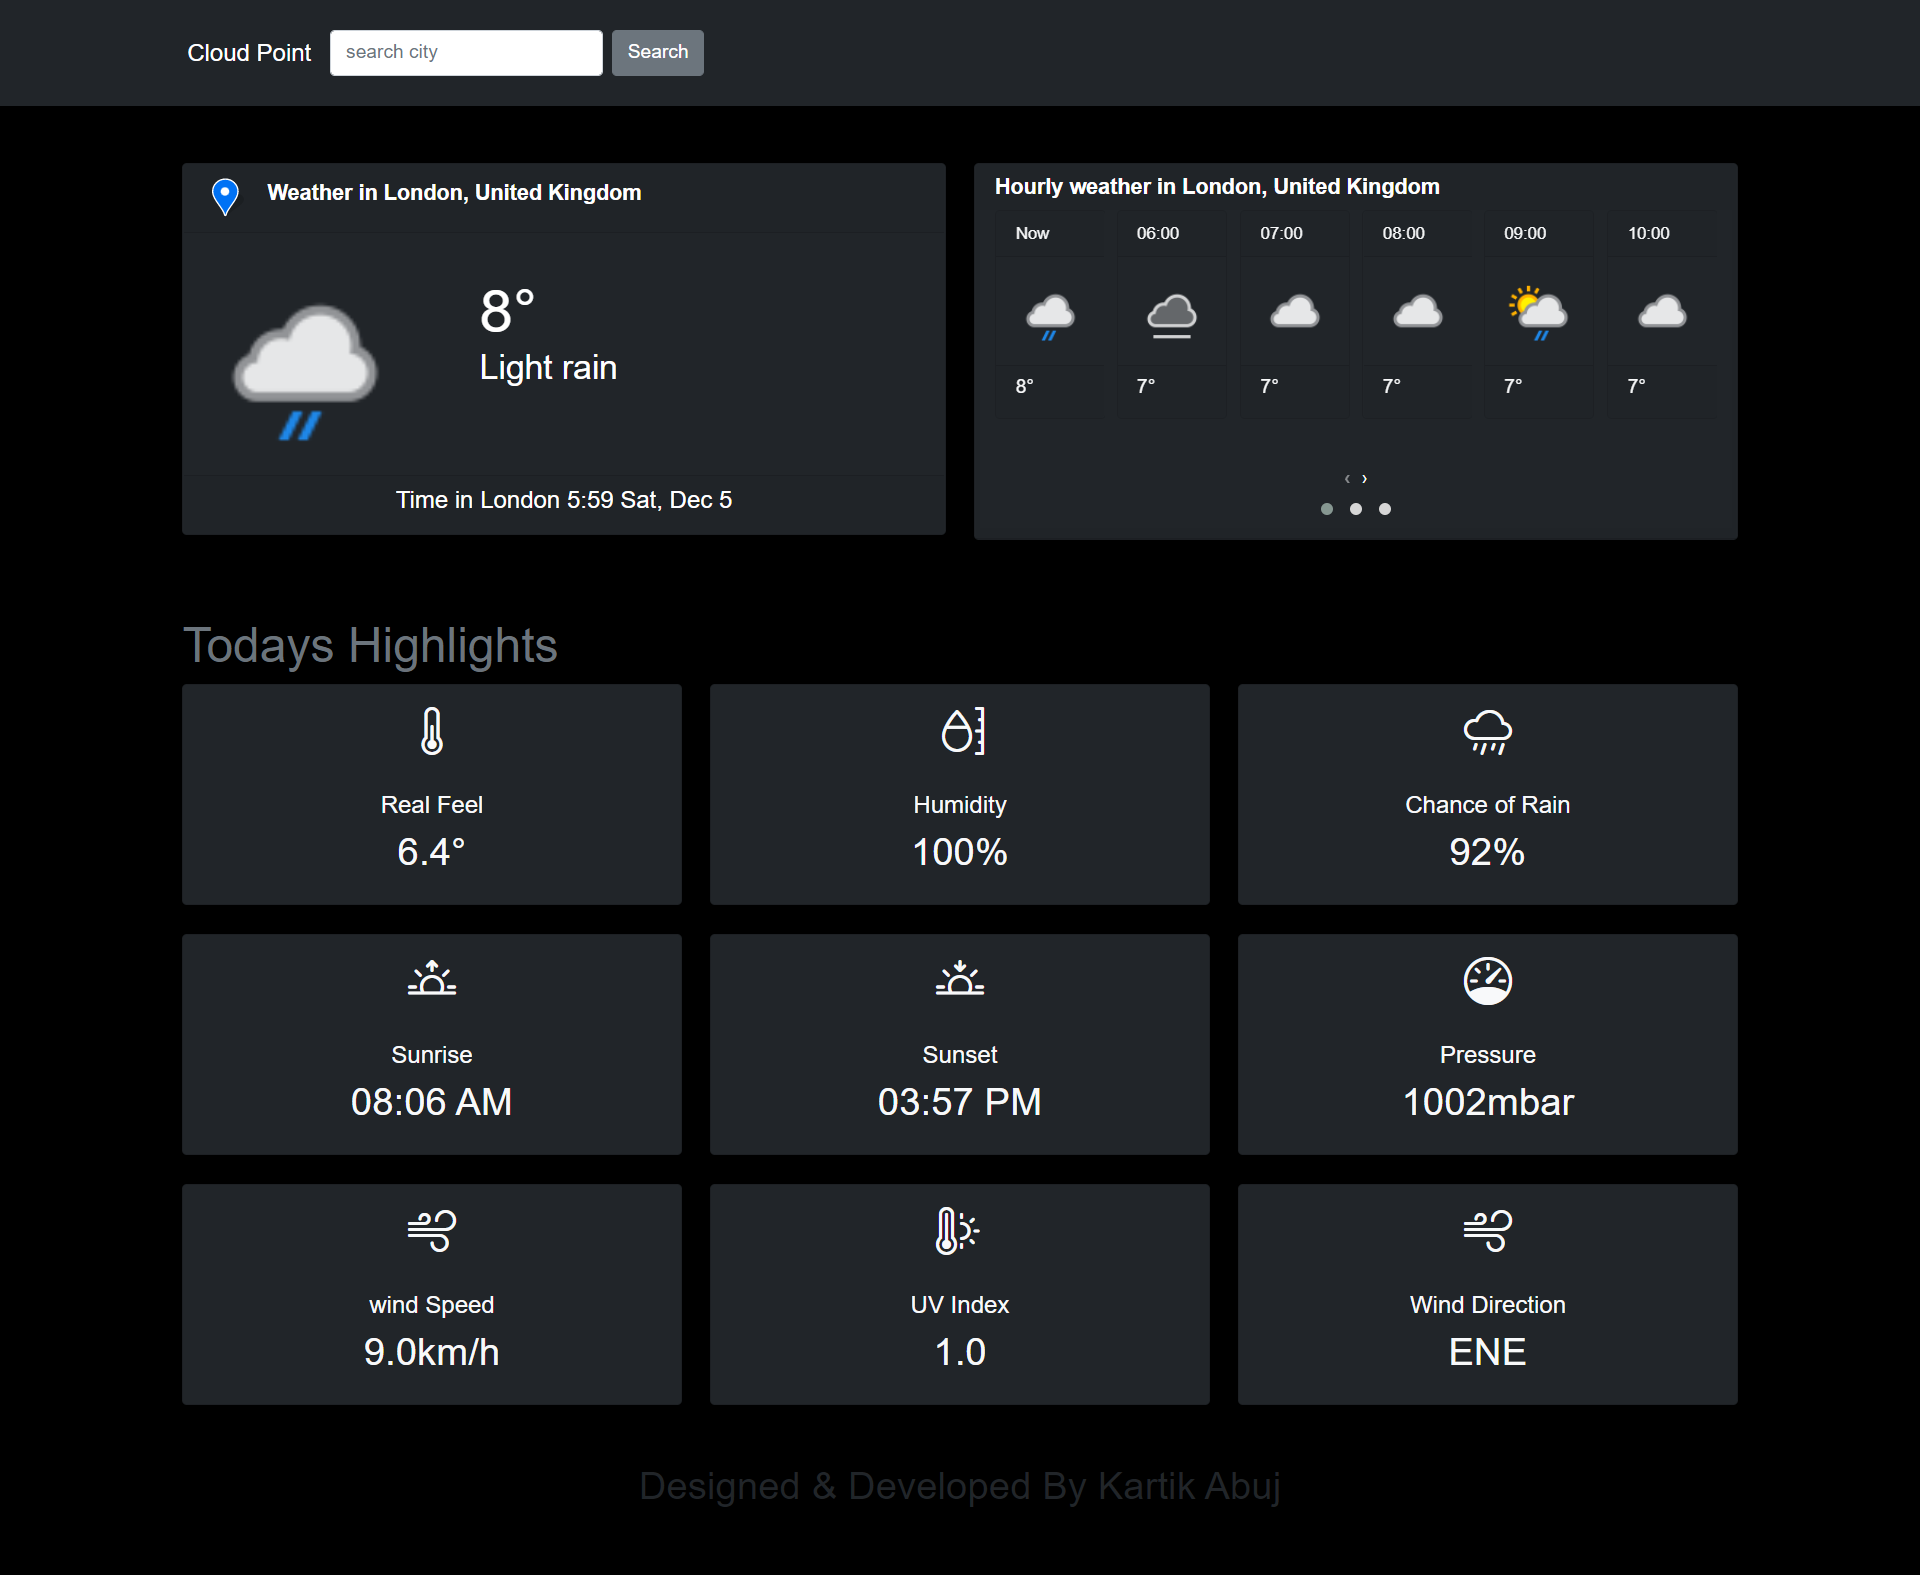 Cloud Point search city Search
Weather in London, United Kingdom
8°
Light rain
Time in London 5:59 Sat, Dec 5
Hourly weather in London, United Kingdom
Now 06:00 07:00 08:00 09:00 10:00
8° 7° 7° 7° 7° 7°
‹ ›
Todays Highlights
Real Feel
6.4°
Humidity
100%
Chance of Rain
92%
Sunrise
08:06 AM
Sunset
03:57 PM
Pressure
1002mbar
wind Speed
9.0km/h
UV Index
1.0
Wind Direction
ENE
Designed & Developed By Kartik Abuj